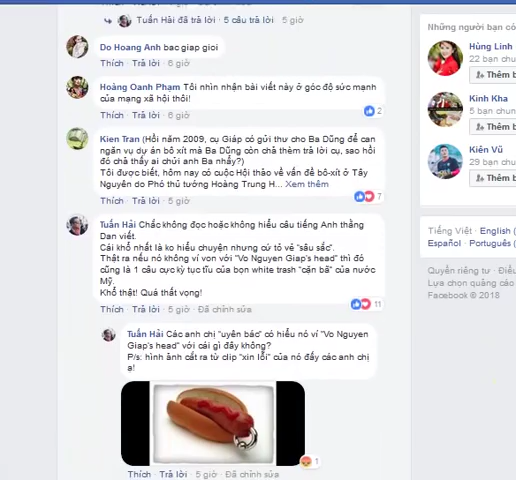 Tuấn Hải đã trả lời · 5 câu trả lời 5 giờ
Do Hoang Anh bac giap gioi
Thích · Trả lời · 6 giờ
Hoàng Oanh Phạm Tôi nhìn nhận bài viết này ở góc độ sức mạnh
của mạng xã hội thôi!
Thích · Trả lời · 6 giờ
2
Kien Tran (Hồi năm 2009, cụ Giáp có gửi thư cho Ba Dũng để can
ngăn vụ dự án bô xít mà Ba Dũng còn chả thèm trả lời cụ, sao hồi
đó chả thấy ai chửi anh Ba nhẩy?)
Tôi được biết, hôm nay có cuộc Hội thảo về vấn đề bô-xít ở Tây
Nguyên do Phó thủ tướng Hoàng Trung H... Xem thêm
Thích · Trả lời · 5 giờ
7
Tuấn Hải Chắc không đọc hoặc không hiểu câu tiếng Anh thằng
Dan viết.
Cái khổ nhất là ko hiểu chuyện nhưng cứ tỏ vẻ "sâu sắc".
Thật ra nếu nó không ví von với "Vo Nguyen Giap's head" thì đó
cũng là 1 câu cực kỳ tục tĩu của bọn white trash "cặn bã" của nước
Mỹ.
Khổ thật! Quá thất vọng!
11
Thích · Trả lời · 5 giờ · Đã chỉnh sửa
Tuấn Hải Các anh chị "uyên bác" có hiểu nó ví "Vo Nguyen
Giap's head" với cái gì đây không?
P/s: hình ảnh cắt ra từ clip "xin lỗi" của nó đấy các anh chị
ạ!
1
Thích · Trả lời · 5 giờ · Đã chỉnh sửa
Những người bạn có
Hùng Linh
22 bạn chu
Thêm b
Kinh Kha
5 bạn chun
Thêm b
Kiên Vũ
29 bạn chu
Thêm b
Tiếng Việt · English (
Español · Português (
Quyền riêng tư · Điều
Lựa chọn quảng cáo
Facebook © 2018